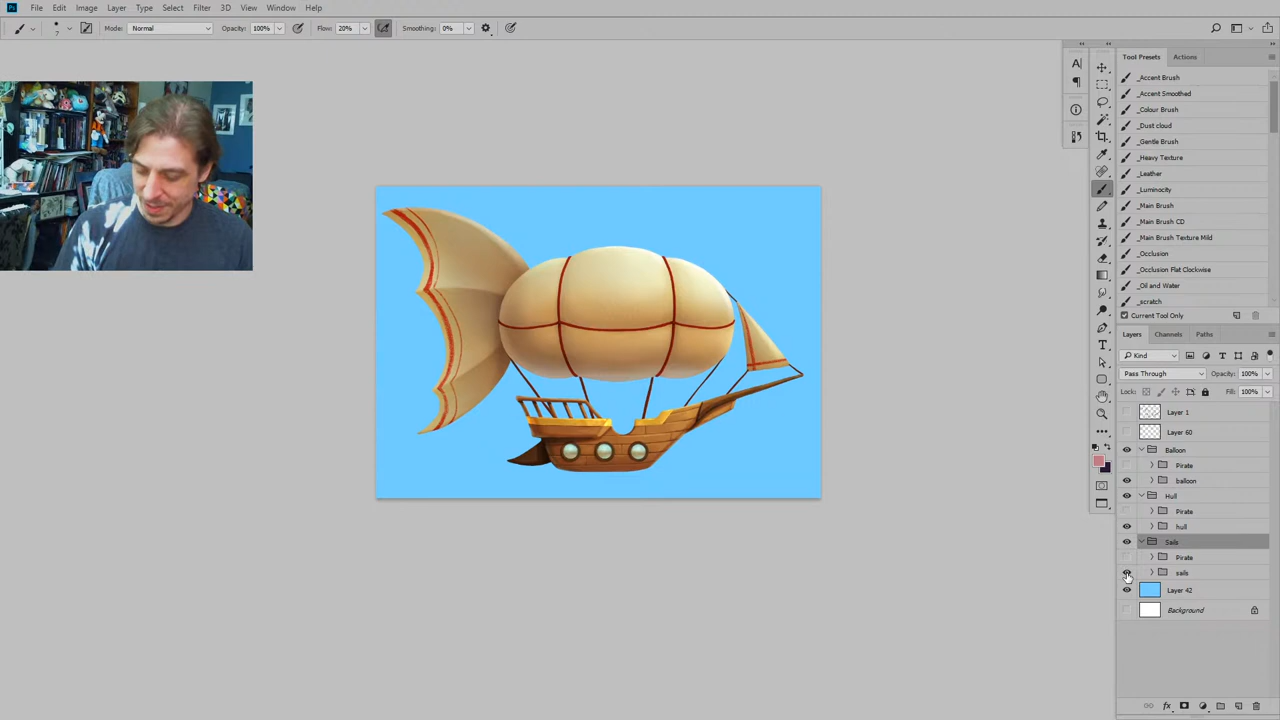 Ps File Edit Image Layer Type Select Filter 3D View Window Help
7 Mode: Normal Opacity: 100% Flow: 20% Smoothing: 0%
Tool Presets Actions
_Accent Brush
_Accent Smoothed
_Colour Brush
_Dust cloud
_Gentle Brush
_Heavy Texture
_Leather
_Luminocity
_Main Brush
_Main Brush CD
_Main Brush Texture Mild
_Occlusion
_Occlusion Flat Clockwise
_Oil and Water
_scratch
Current Tool Only
Layers Channels Paths
Kind
Pass Through Opacity: 100%
Lock: Fill: 100%
Layer 1
Layer 60
Balloon
Pirate
balloon
Hull
Pirate
hull
Sails
Pirate
sails
Layer 42
Background